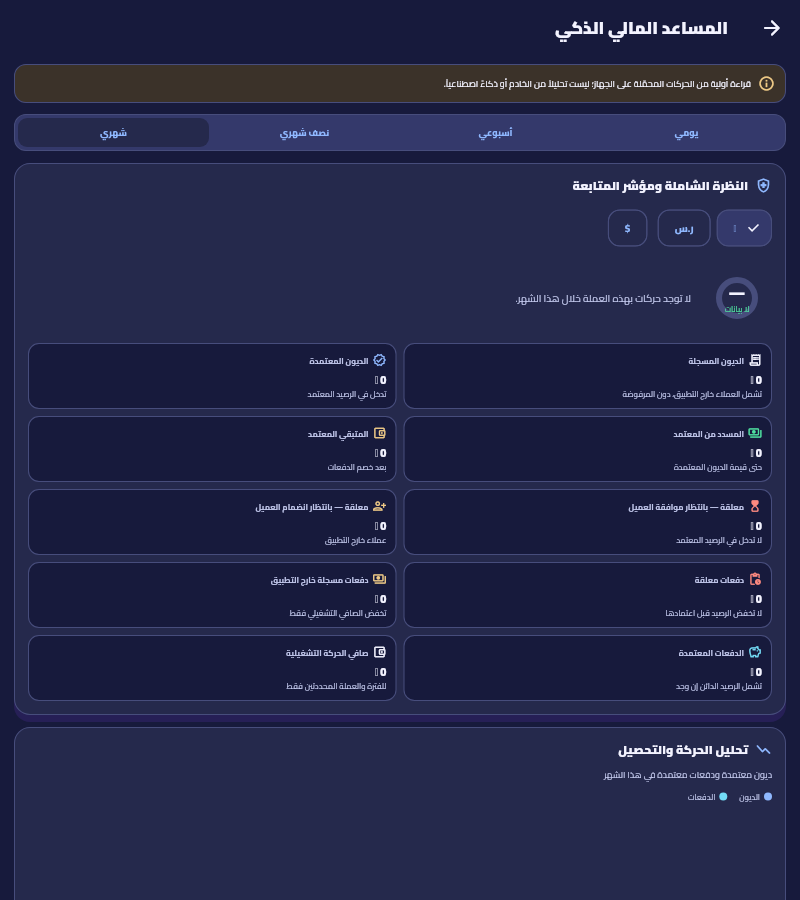 المساعد المالي الذكي
قراءة أولية من الحركات المحمّلة على الجهاز؛ ليست تحليلاً من الخادم أو ذكاءً اصطناعياً.
يومي
أسبوعي
نصف شهري
شهري
النظرة الشاملة ومؤشر المتابعة
ر.س
$
—
لا بيانات
لا توجد حركات بهذه العملة خلال هذا الشهر.
الديون المسجلة
0
تشمل العملاء خارج التطبيق، دون المرفوضة
الديون المعتمدة
0
تدخل في الرصيد المعتمد
المسدد من المعتمد
0
حتى قيمة الديون المعتمدة
المتبقي المعتمد
0
بعد خصم الدفعات
معلقة — بانتظار موافقة العميل
0
لا تدخل في الرصيد المعتمد
معلقة — بانتظار انضمام العميل
0
عملاء خارج التطبيق
دفعات معلقة
0
لا تخفض الرصيد قبل اعتمادها
دفعات مسجلة خارج التطبيق
0
تخفض الصافي التشغيلي فقط
الدفعات المعتمدة
0
تشمل الرصيد الدائن إن وجد
صافي الحركة التشغيلية
0
للفترة والعملة المحددتين فقط
تحليل الحركة والتحصيل
ديون معتمدة ودفعات معتمدة في هذا الشهر
الديون
الدفعات